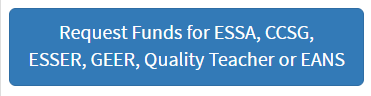 Request Funds for ESSA, CCSG,
ESSER, GEER, Quality Teacher or EANS